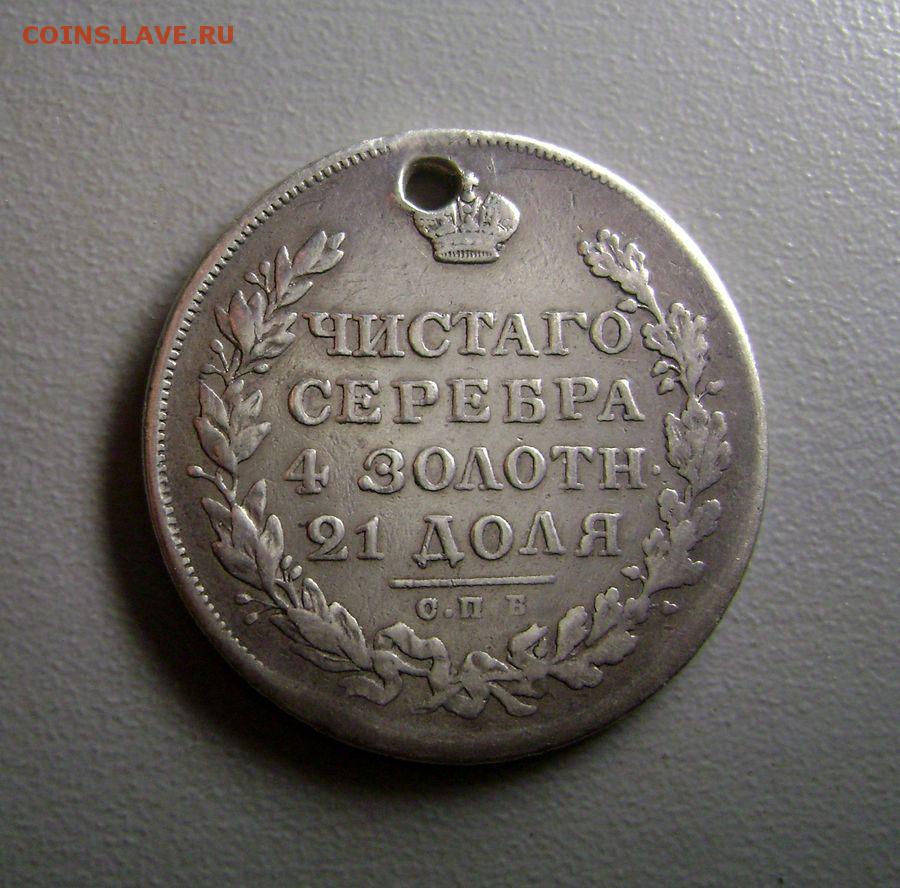 COINS.LAVE.RU
ЧИСТАГО
СЕРЕБРА
4 ЗОЛОТН.
21 ДОЛЯ
С.П Б